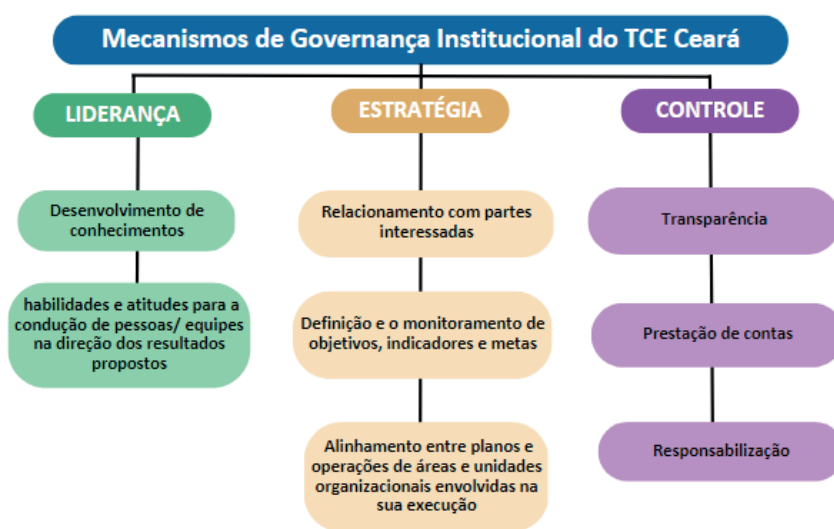 Mecanismos de Governança Institucional do TCE Ceará
LIDERANÇA
Desenvolvimento de
conhecimentos
habilidades e atitudes para a
condução de pessoas/ equipes
na direção dos resultados
propostos
ESTRATÉGIA
Relacionamento com partes
interessadas
Definição e o monitoramento de
objetivos, indicadores e metas
Alinhamento entre planos e
operações de áreas e unidades
organizacionais envolvidas na
sua execução
CONTROLE
Transparência
Prestação de contas
Responsabilização